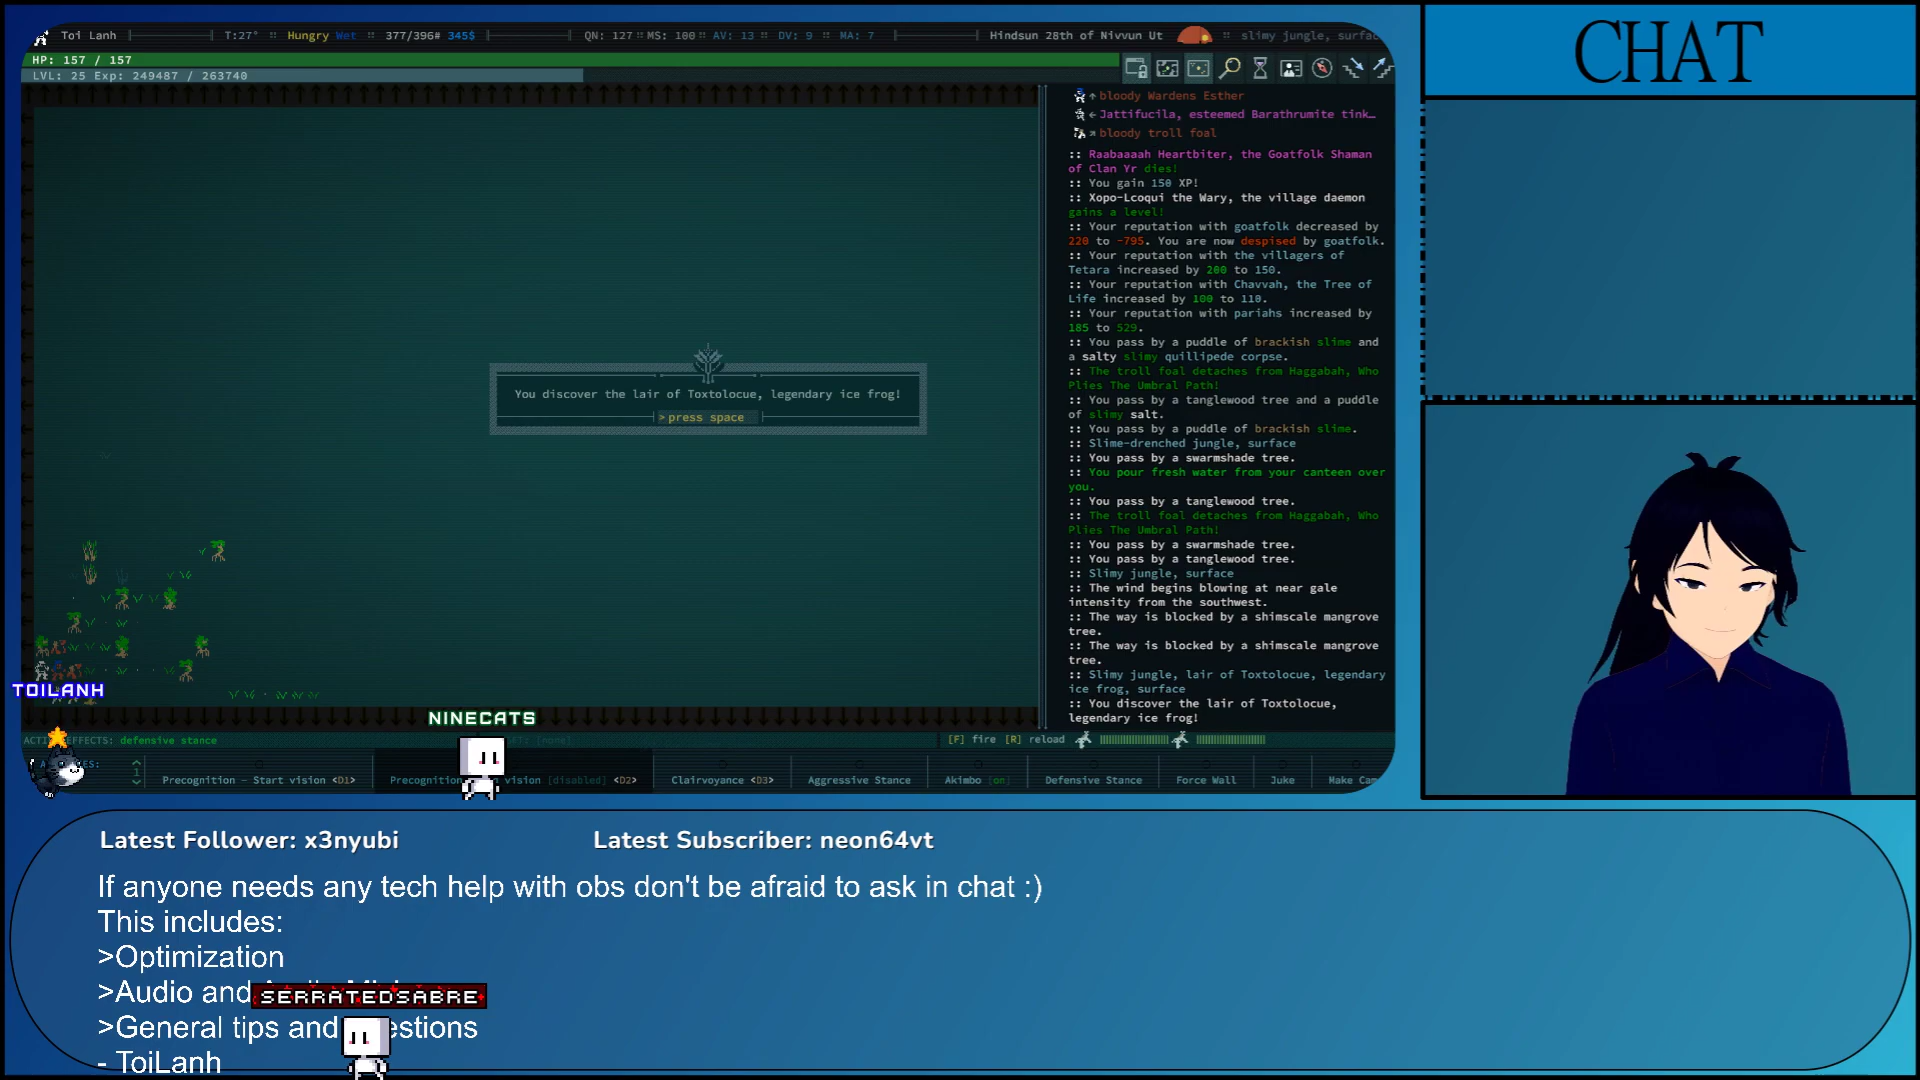 Toi Lanh T:27° :: Hungry Wet :: 377/396# 345$ QN: 127 :: MS: 100 :: AV: 13 :: DV: 9 :: MA: 7 Hindsun 28th of Nivvun Ut :: slimy jungle, surfac
HP: 157 / 157
LVL: 25 Exp: 249487 / 263740
bloody Wardens Esther
Jattifucila, esteemed Barathrumite tink…
bloody troll foal
:: Raabaaaah Heartbiter, the Goatfolk Shaman
of Clan Yr dies!
:: You gain 150 XP!
:: Xopo-Lcoqui the Wary, the village daemon
gains a level!
:: Your reputation with goatfolk decreased by
220 to -795. You are now despised by goatfolk.
:: Your reputation with the villagers of
Tetara increased by 200 to 150.
:: Your reputation with Chavvah, the Tree of
Life increased by 100 to 110.
:: Your reputation with pariahs increased by
185 to 529.
:: You pass by a puddle of brackish slime and
a salty slimy quillipede corpse.
:: The troll foal detaches from Haggabah, Who
Plies The Umbral Path!
:: You pass by a tanglewood tree and a puddle
of slimy salt.
:: You pass by a puddle of brackish slime.
:: Slime-drenched jungle, surface
:: You pass by a swarmshade tree.
:: You pour fresh water from your canteen over
you.
:: You pass by a tanglewood tree.
:: The troll foal detaches from Haggabah, Who
Plies The Umbral Path!
:: You pass by a swarmshade tree.
:: You pass by a tanglewood tree.
:: Slimy jungle, surface
:: The wind begins blowing at near gale
intensity from the southwest.
:: The way is blocked by a shimscale mangrove
tree.
:: The way is blocked by a shimscale mangrove
tree.
:: Slimy jungle, lair of Toxtolocue, legendary
ice frog, surface
:: You discover the lair of Toxtolocue,
legendary ice frog!
You discover the lair of Toxtolocue, legendary ice frog!
>press space
TOILANH
NINECATS
EFFECTS: defensive stance
[none]
[F] fire [R] reload
1
Precognition - Start vision <D1>
Precognition vision [disabled] <D2>
Clairvoyance <D3>
Aggressive Stance
Akimbo [on]
Defensive Stance
Force Wall
Juke
Make Cam
CHAT
Latest Follower: x3nyubi
Latest Subscriber: neon64vt
If anyone needs any tech help with obs don't be afraid to ask in chat :)
This includes:
>Optimization
>Audio and
SERRATEDSABRE
>General tips and estions
- ToiLanh